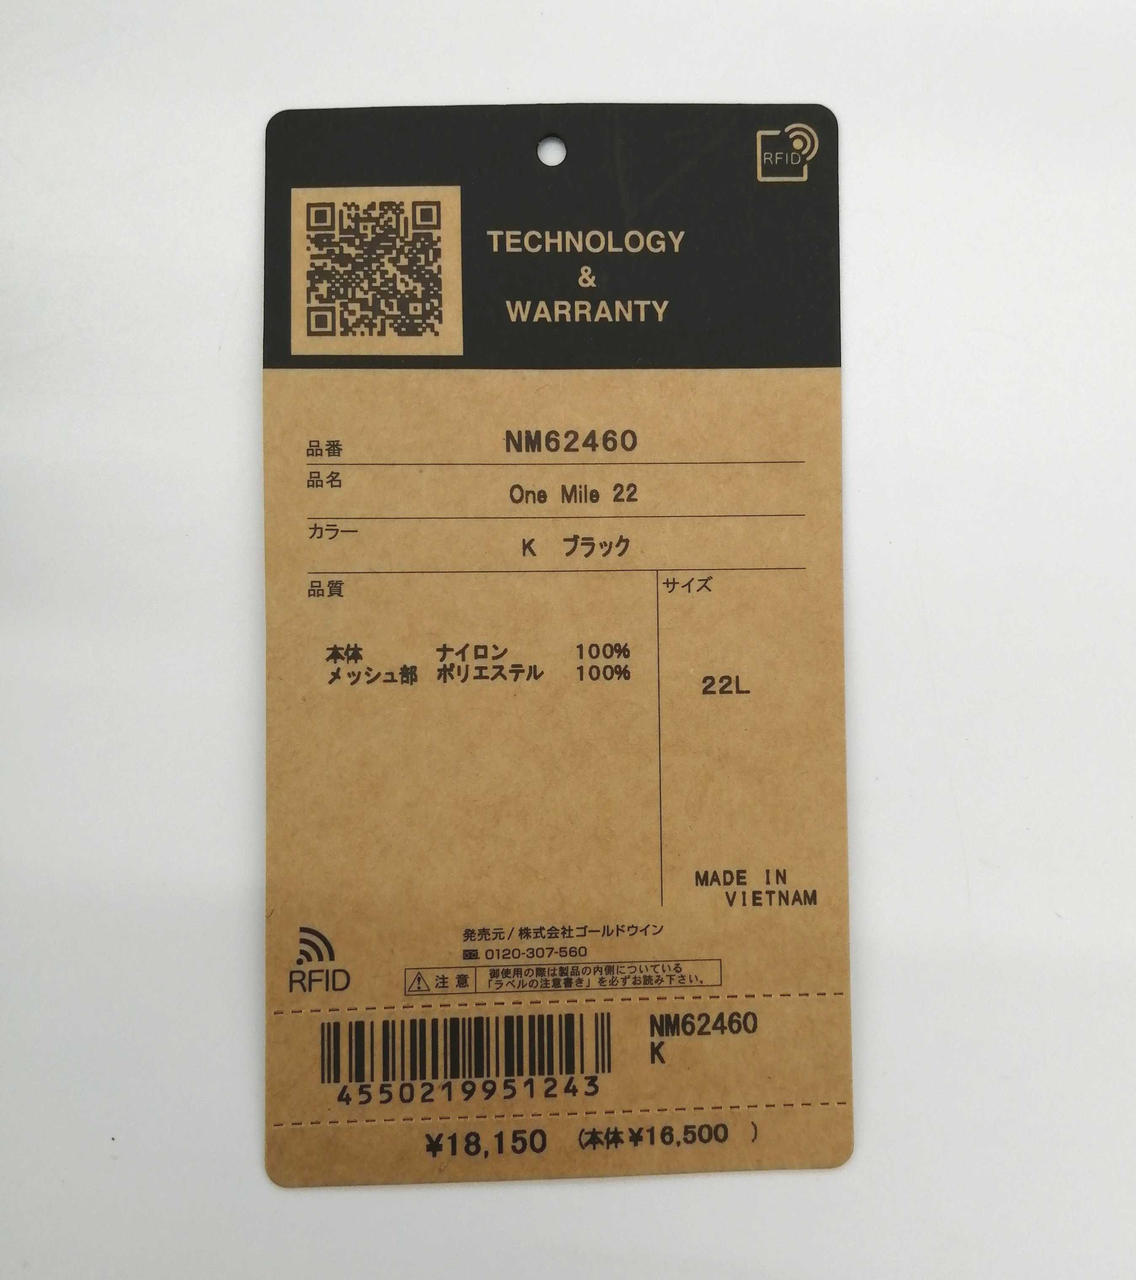 RFID
TECHNOLOGY
&
WARRANTY
品番 NM62460
品名 One Mile 22
カラー K ブラック
品質
サイズ
本体 ナイロン 100%
メッシュ部 ポリエステル 100%
22L
MADE IN
VIETNAM
発売元/株式会社ゴールドウイン
0120-307-560
RFID
注意
御使用の際は製品の内側についている
「ラベルの注意書き」を必ずお読み下さい。
NM62460
K
4550219951243
¥18,150 (本体¥16,500 )